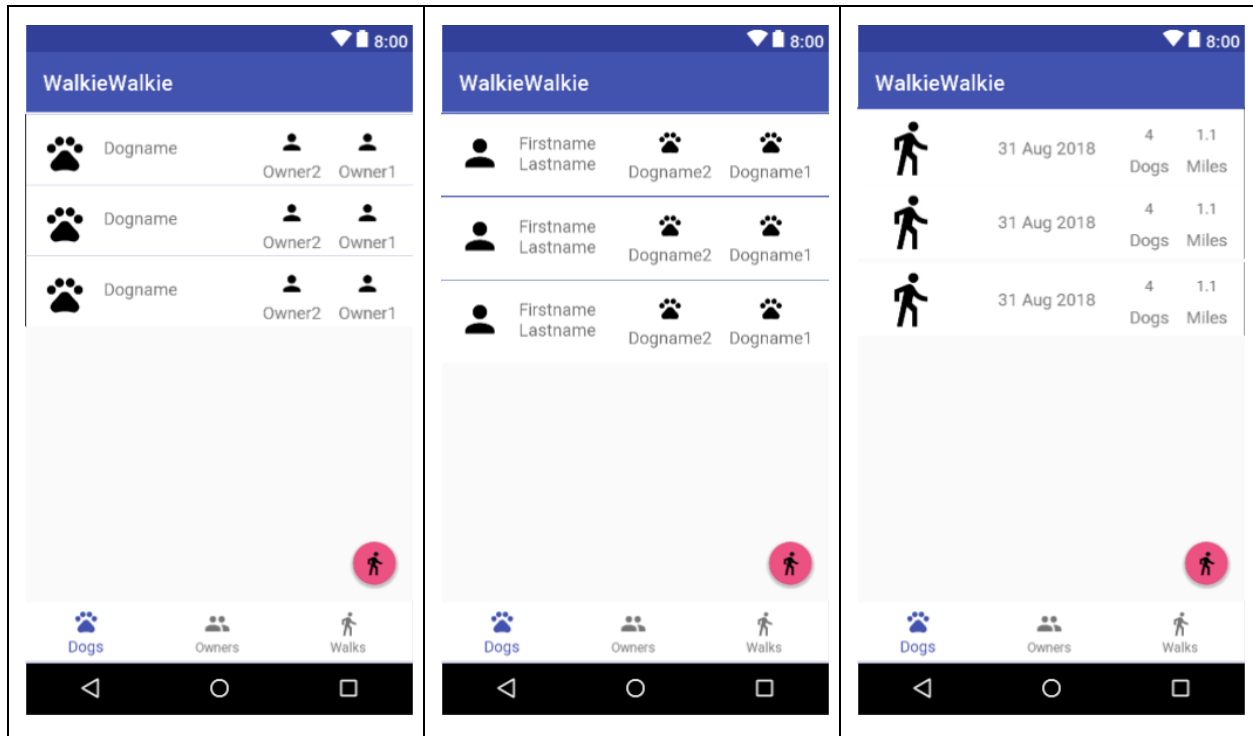 8:00
WalkieWalkie
Dogname
Owner2 Owner1
Dogname
Owner2 Owner1
Dogname
Owner2 Owner1
Dogs Owners Walks
8:00
WalkieWalkie
Firstname
Lastname
Dogname2 Dogname1
Firstname
Lastname
Dogname2 Dogname1
Firstname
Lastname
Dogname2 Dogname1
Dogs Owners Walks
8:00
WalkieWalkie
31 Aug 2018 4 1.1
Dogs Miles
31 Aug 2018 4 1.1
Dogs Miles
31 Aug 2018 4 1.1
Dogs Miles
Dogs Owners Walks